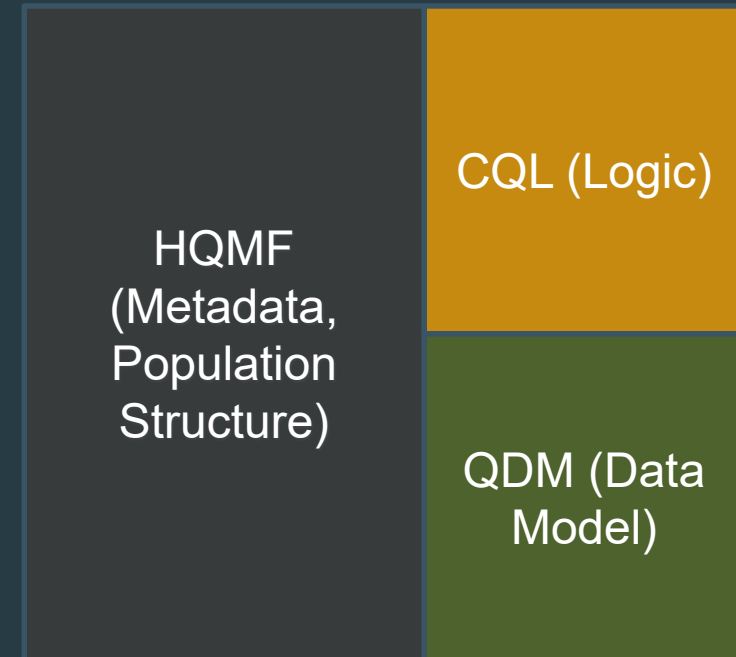 HQMF
(Metadata,
Population
Structure)
CQL (Logic)
QDM (Data
Model)